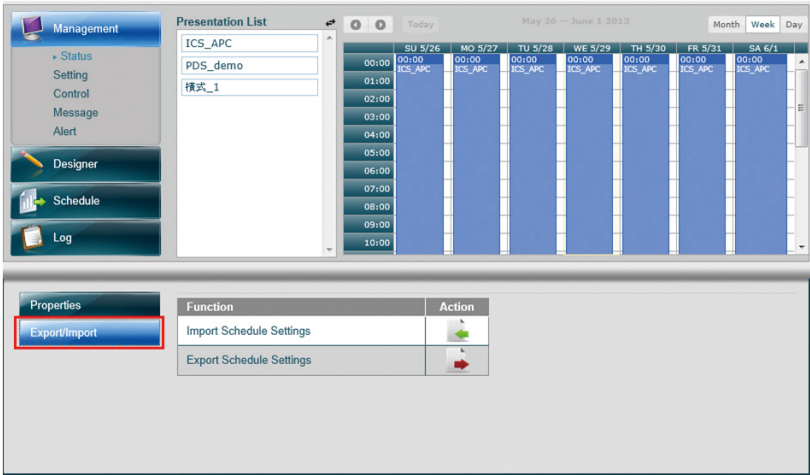 Management
Status
Setting
Control
Message
Alert
Designer
Schedule
Log
Presentation List
ICS_APC
PDS_demo
橫式_1
Today
May 26 — June 1 2013
Month Week Day
SU 5/26 MO 5/27 TU 5/28 WE 5/29 TH 5/30 FR 5/31 SA 6/1
00:00 00:00 00:00 00:00 00:00 00:00 00:00 00:00
ICS_APC ICS_APC ICS_APC ICS_APC ICS_APC ICS_APC ICS_APC
01:00
02:00
03:00
04:00
05:00
06:00
07:00
08:00
09:00
10:00
Properties
Export/Import
Function Action
Import Schedule Settings
Export Schedule Settings